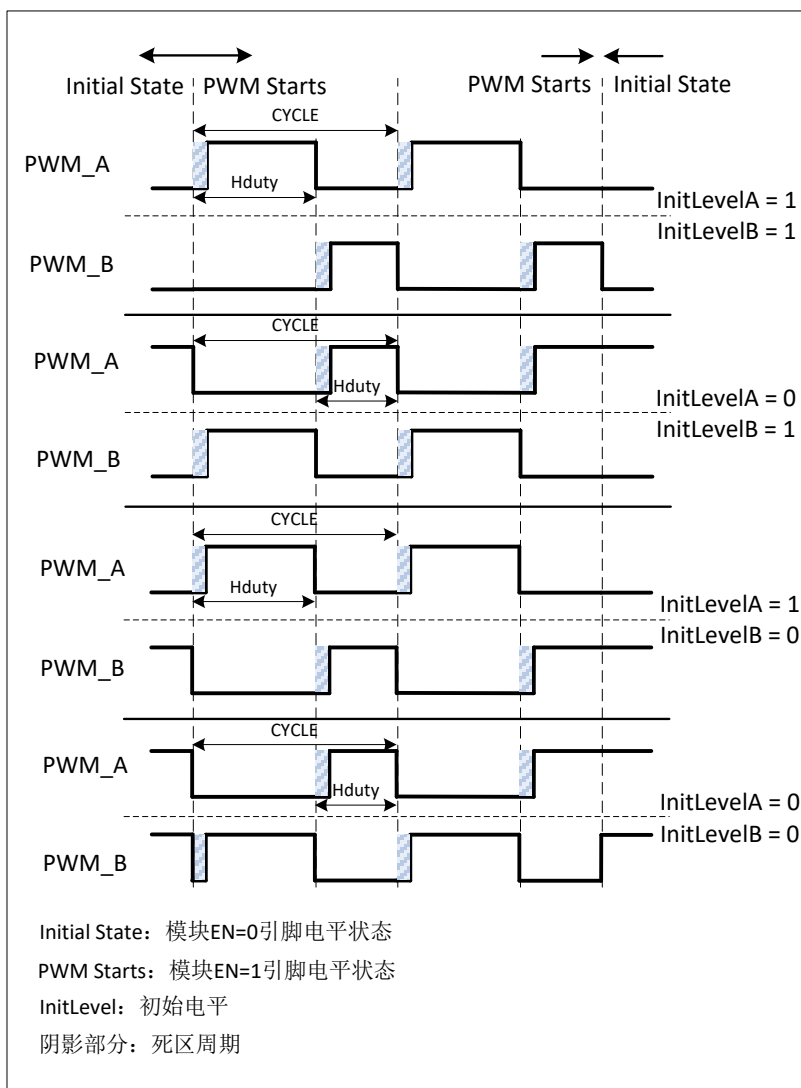 Initial State PWM Starts PWM Starts Initial State
CYCLE
PWM_A
Hduty
InitLevelA = 1
InitLevelB = 1
PWM_B
CYCLE
PWM_A
Hduty
InitLevelA = 0
InitLevelB = 1
PWM_B
CYCLE
PWM_A
Hduty
InitLevelA = 1
InitLevelB = 0
PWM_B
CYCLE
PWM_A
Hduty
InitLevelA = 0
InitLevelB = 0
PWM_B
Initial State：模块EN=0引脚电平状态
PWM Starts：模块EN=1引脚电平状态
InitLevel：初始电平
阴影部分：死区周期